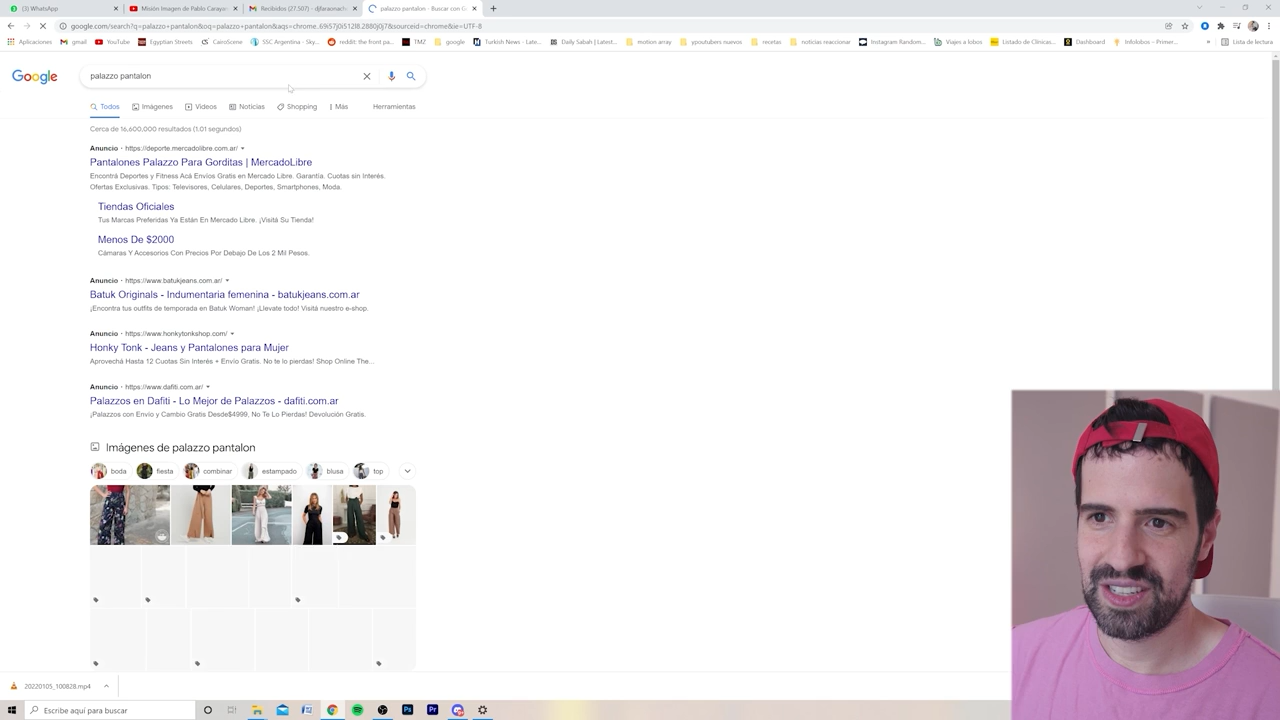 (3) WhatsApp
Misión Imagen de Pablo Carayani
Recibidos (27.507) - djfaraonach
palazzo pantalon - Buscar con G
google.com/search?q=palazzo+pantalon&oq=palazzo+pantalon&aqs=chrome..69i57j0i512l8.2880j0j7&sourceid=chrome&ie=UTF-8
Aplicaciones
gmail
YouTube
Egyptian Streets
CairoScene
SSC Argentina - Sky...
reddit: the front pa...
TMZ
google
Turkish News - Late...
Daily Sabah | Latest...
motion array
ypoutubers nuevos
recetas
noticias reaccionar
Instagram Random...
Viajes a lobos
Listado de Clínicas...
Dashboard
Infolobos – Primer...
»
Lista de lectura
Google
palazzo pantalon
Todos
Imágenes
Videos
Noticias
Shopping
Más
Herramientas
Cerca de 16,600,000 resultados (1.01 segundos)
Anuncio · https://deporte.mercadolibre.com.ar/
Pantalones Palazzo Para Gorditas | MercadoLibre
Encontrá Deportes y Fitness Acá Envíos Gratis en Mercado Libre. Garantía. Cuotas sin Interés.
Ofertas Exclusivas. Tipos: Televisores, Celulares, Deportes, Smartphones, Moda.
Tiendas Oficiales
Tus Marcas Preferidas Ya Están En Mercado Libre. ¡Visitá Su Tienda!
Menos De $2000
Cámaras Y Accesorios Con Precios Por Debajo De Los 2 Mil Pesos.
Anuncio · https://www.batukjeans.com.ar/
Batuk Originals - Indumentaria femenina - batukjeans.com.ar
¡Encontra tus outfits de temporada en Batuk Woman! ¡Llevate todo! Visitá nuestro e-shop.
Anuncio · https://www.honkytonkshop.com/
Honky Tonk - Jeans y Pantalones para Mujer
Aprovechá Hasta 12 Cuotas Sin Interés + Envío Gratis. No te lo pierdas! Shop Online The...
Anuncio · https://www.dafiti.com.ar/
Palazzos en Dafiti - Lo Mejor de Palazzos - dafiti.com.ar
¡Palazzos con Envío y Cambio Gratis Desde$4999, No Te Lo Pierdas! Devolución Gratis.
Imágenes de palazzo pantalon
boda
fiesta
combinar
estampado
blusa
top
20220105_100828.mp4
Escribe aquí para buscar